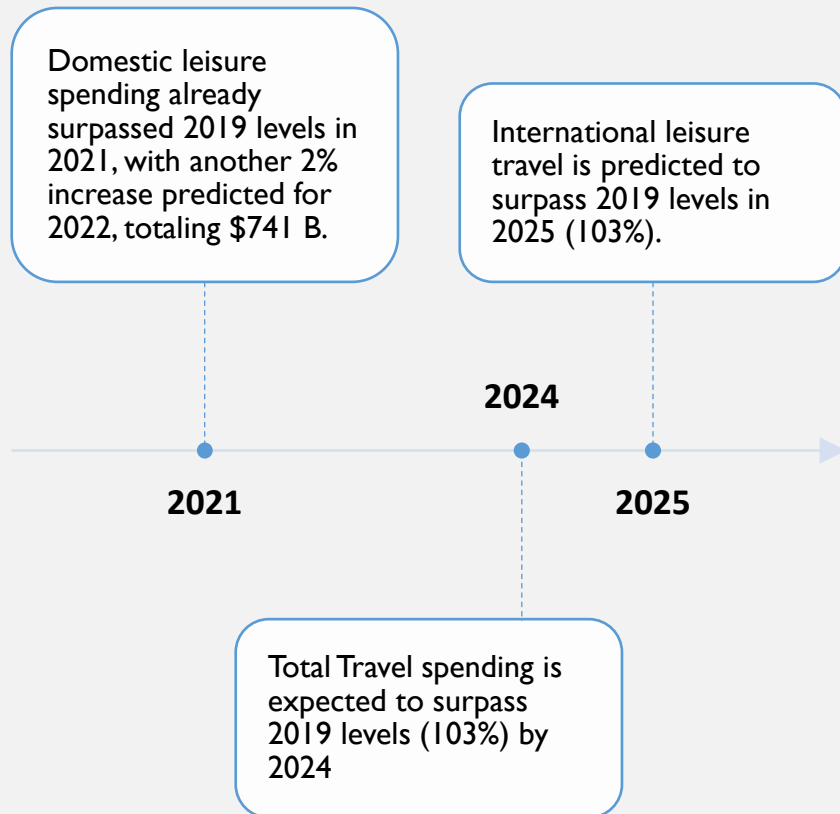 Domestic leisure
spending already
surpassed 2019 levels in
2021, with another 2%
increase predicted for
2022, totaling $741 B.
International leisure
travel is predicted to
surpass 2019 levels in
2025 (103%).
2024
2021
2025
Total Travel spending is
expected to surpass
2019 levels (103%) by
2024